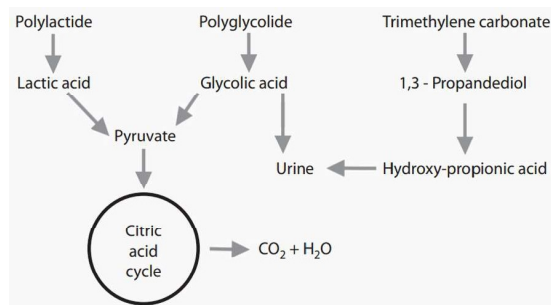 Polylactide
Polyglycolide
Trimethylene carbonate
Lactic acid
Glycolic acid
1,3 - Propandediol
Pyruvate
Urine
Hydroxy-propionic acid
Citric
acid
cycle
CO₂ + H₂O